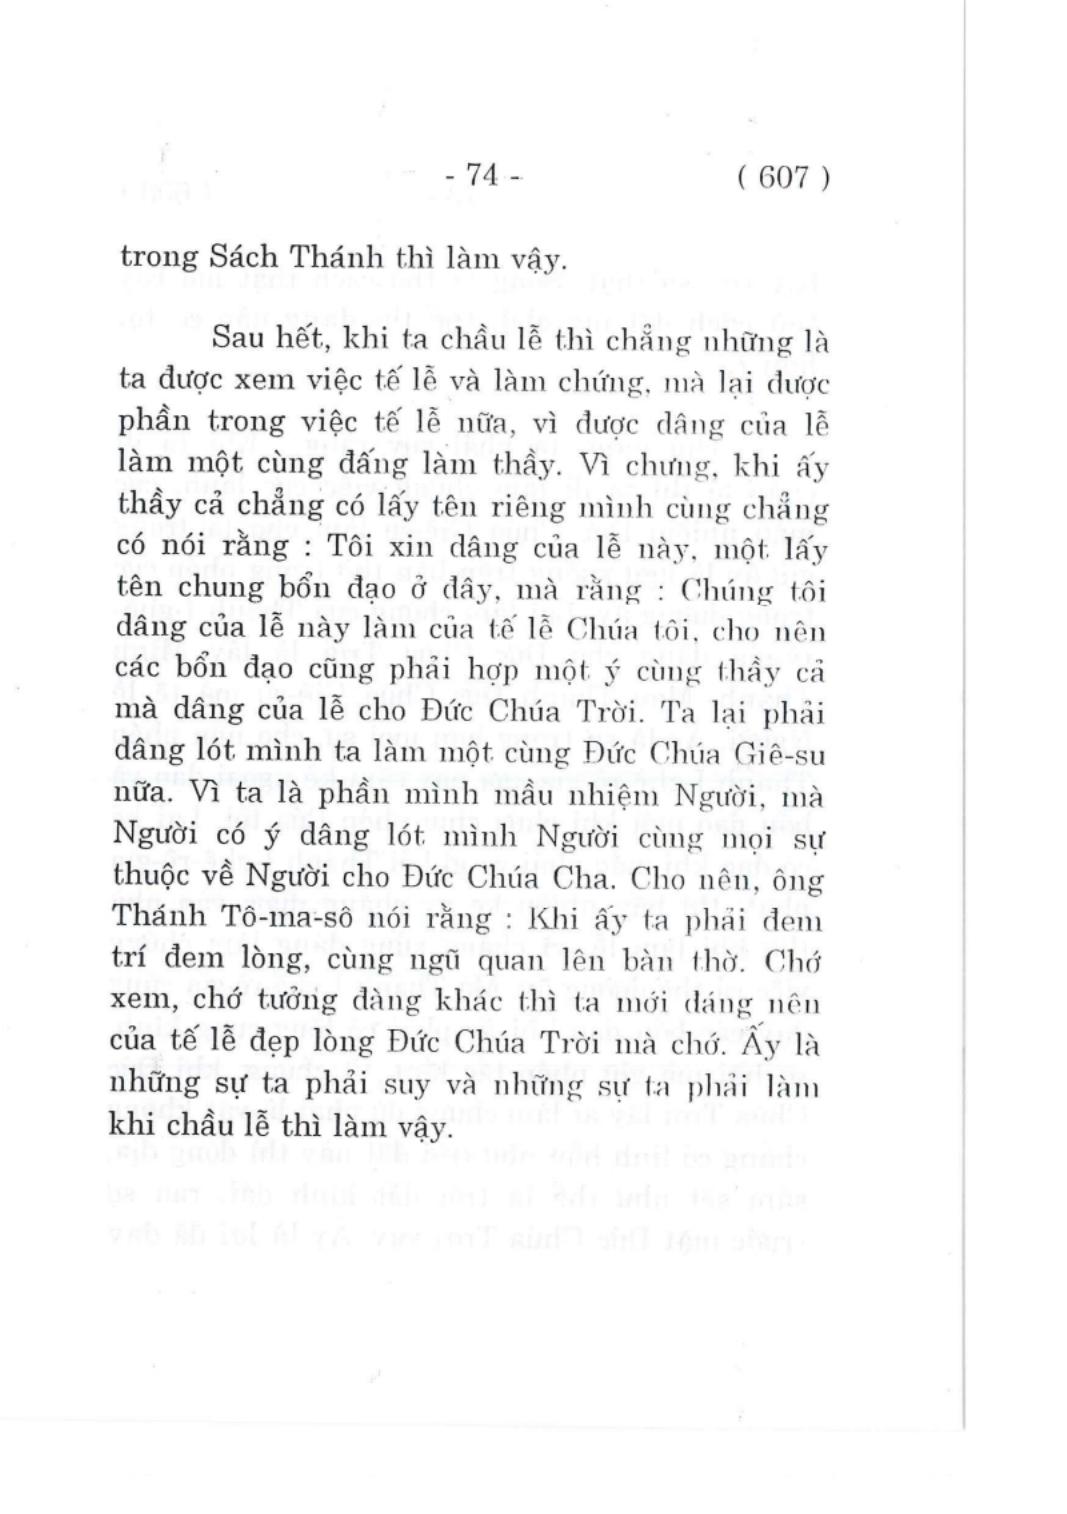 - 74 - ( 607 )
trong Sách Thánh thì làm vậy.
Sau hết, khi ta chầu lễ thì chẳng những là
ta được xem việc tế lễ và làm chứng, mà lại được
phần trong việc tế lễ nữa, vì được dâng của lễ
làm một cùng đấng làm thầy. Vì chưng, khi ấy
thầy cả chẳng có lấy tên riêng mình cùng chẳng
có nói rằng : Tôi xin dâng của lễ này, một lấy
tên chung bổn đạo ở đây, mà rằng : Chúng tôi
dâng của lễ này làm của tế lễ Chúa tôi, cho nên
các bổn đạo cũng phải hợp một ý cùng thầy cả
mà dâng của lễ cho Đức Chúa Trời. Ta lại phải
dâng lót mình ta làm một cùng Đức Chúa Giê-su
nữa. Vì ta là phần mình mầu nhiệm Người, mà
Người có ý dâng lót mình Người cùng mọi sự
thuộc về Người cho Đức Chúa Cha. Cho nên, ông
Thánh Tô-ma-sô nói rằng : Khi ấy ta phải đem
trí đem lòng, cùng ngũ quan lên bàn thờ. Chớ
xem, chớ tưởng đàng khác thì ta mới đáng nên
của tế lễ đẹp lòng Đức Chúa Trời mà chớ. Ấy là
những sự ta phải suy và những sự ta phải làm
khi chầu lễ thì làm vậy.